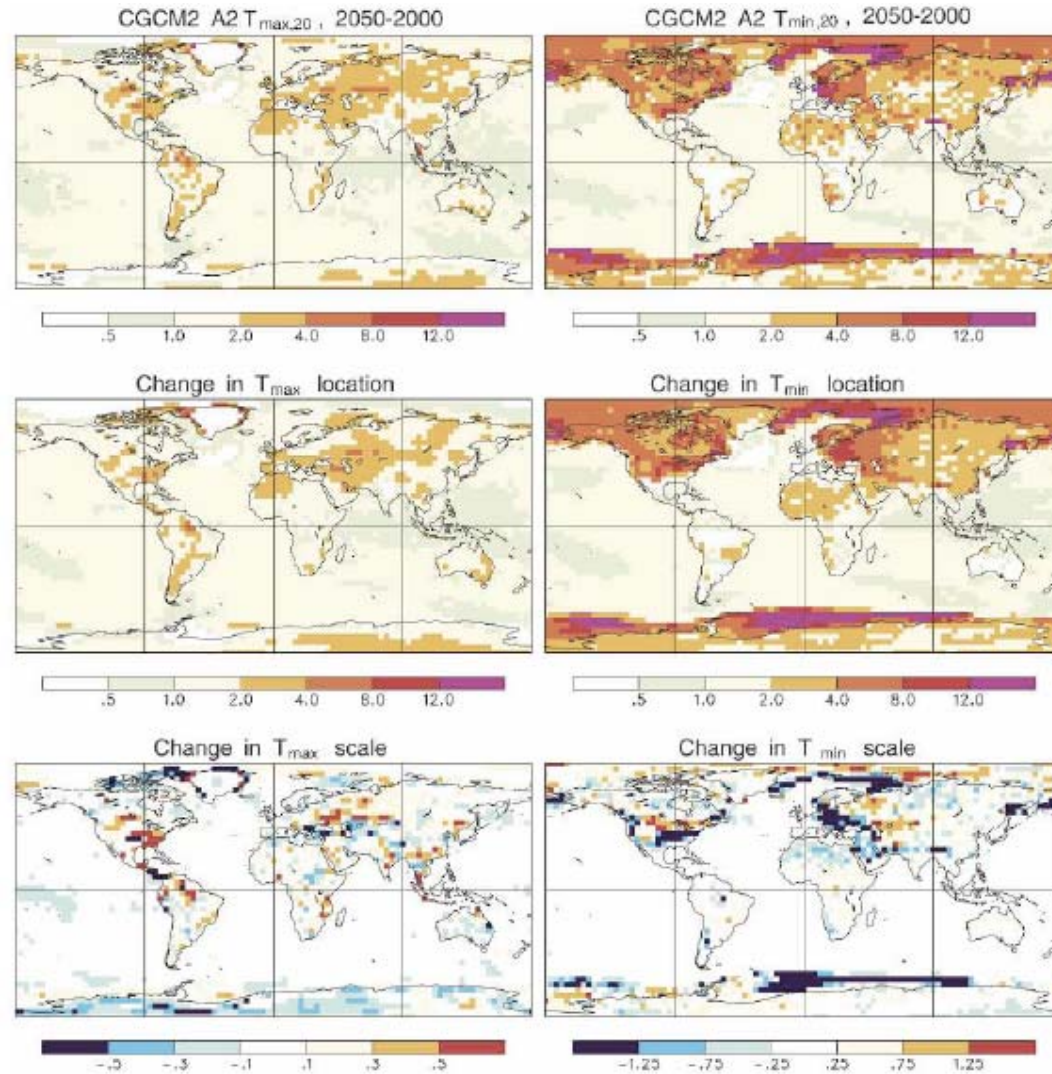 CGCM2 A2 Tmax,20 , 2050-2000
CGCM2 A2 Tmin,20 , 2050-2000
.5 1.0 2.0 4.0 8.0 12.0
.5 1.0 2.0 4.0 8.0 12.0
Change in Tmax location
Change in Tmin location
.5 1.0 2.0 4.0 8.0 12.0
.5 1.0 2.0 4.0 8.0 12.0
Change in Tmax scale
Change in Tmin scale
-.5 -.3 -.1 .1 .3 .5
-1.25 -.75 -.25 .25 .75 1.25